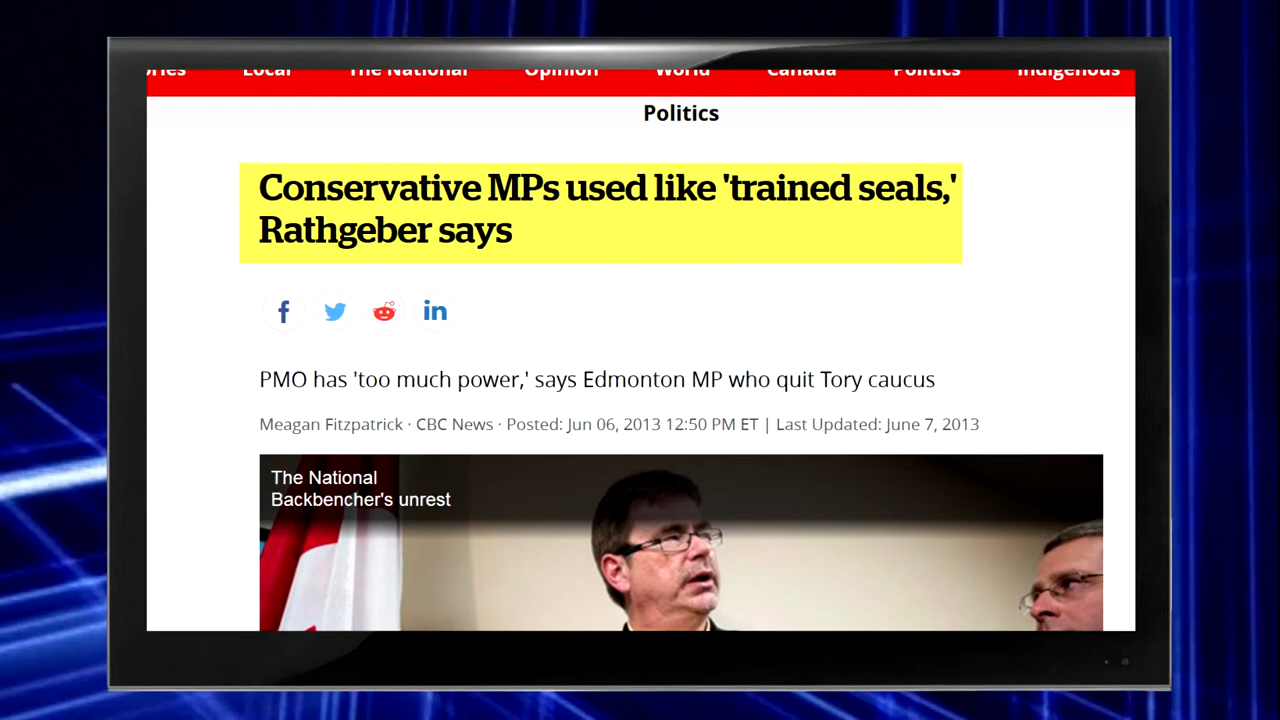 Local The National Opinion World Canada Politics Indigenous
Politics
Conservative MPs used like 'trained seals,'
Rathgeber says
PMO has 'too much power,' says Edmonton MP who quit Tory caucus
Meagan Fitzpatrick · CBC News · Posted: Jun 06, 2013 12:50 PM ET | Last Updated: June 7, 2013
The National
Backbencher's unrest